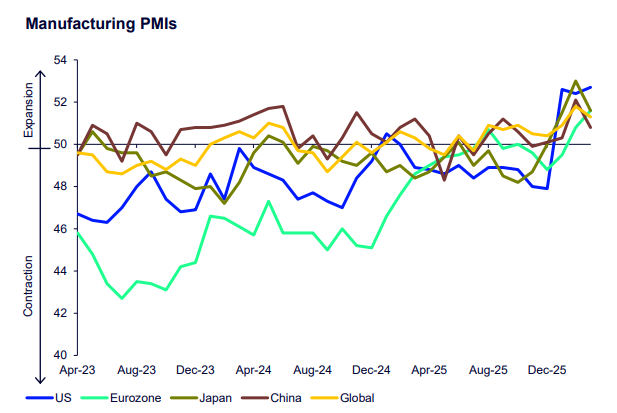 Manufacturing PMIs
Expansion
Contraction
54
52
50
48
46
44
42
40
Apr-23 Aug-23 Dec-23 Apr-24 Aug-24 Dec-24 Apr-25 Aug-25 Dec-25
US Eurozone Japan China Global